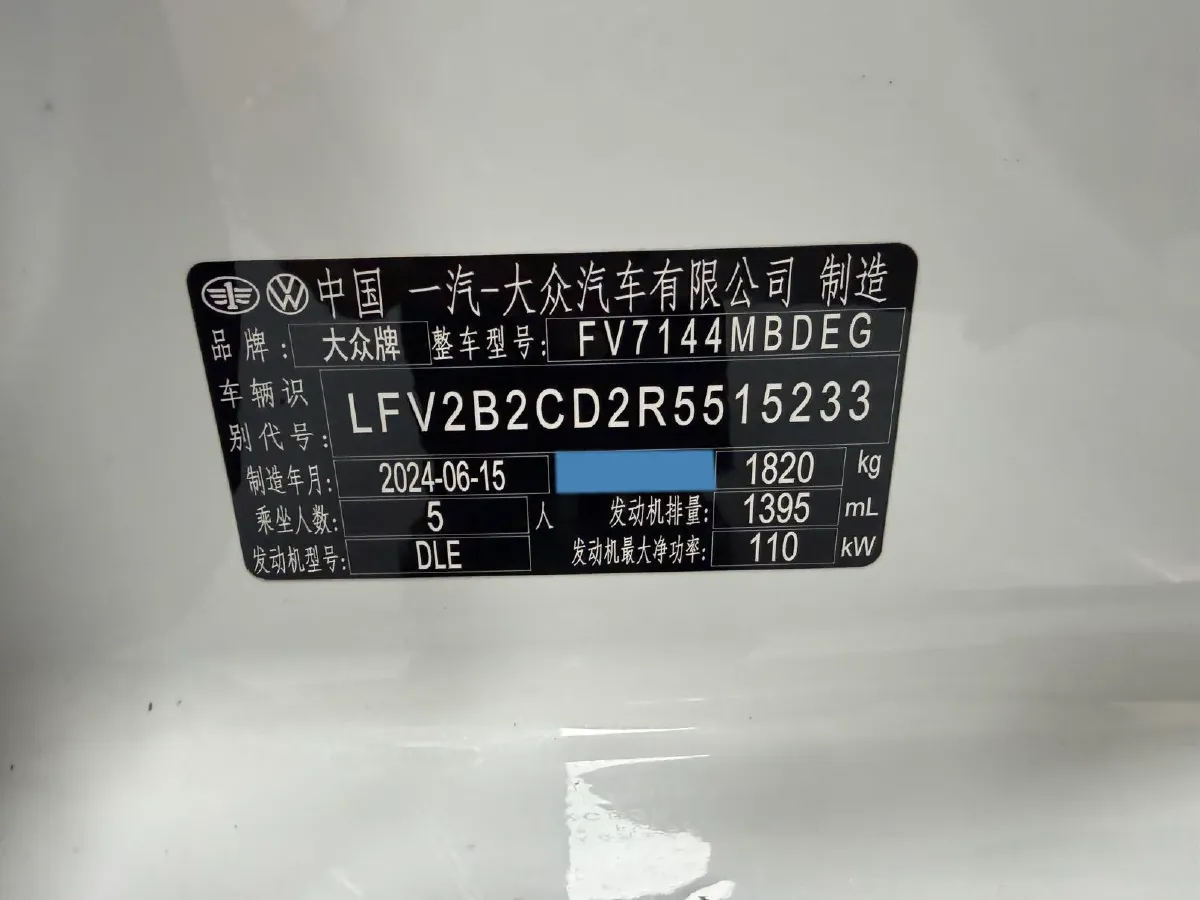 中国 一汽-大众汽车有限公司 制造
品牌: 大众牌 整车型号: FV7144MBDEG
车辆识别代号: LFV2B2CD2R5515233
制造年月: 2024-06-15 1820 kg
乘坐人数: 5 人 发动机排量: 1395 mL
发动机型号: DLE 发动机最大净功率: 110 kW